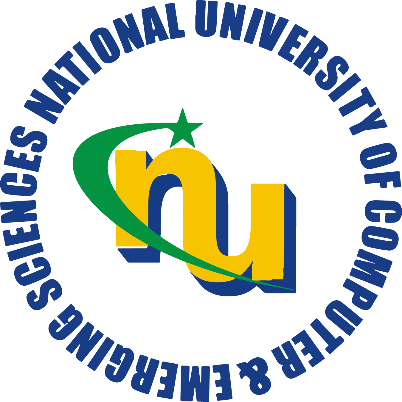 NATIONAL UNIVERSITY OF COMPUTER & EMERGING SCIENCES
nu